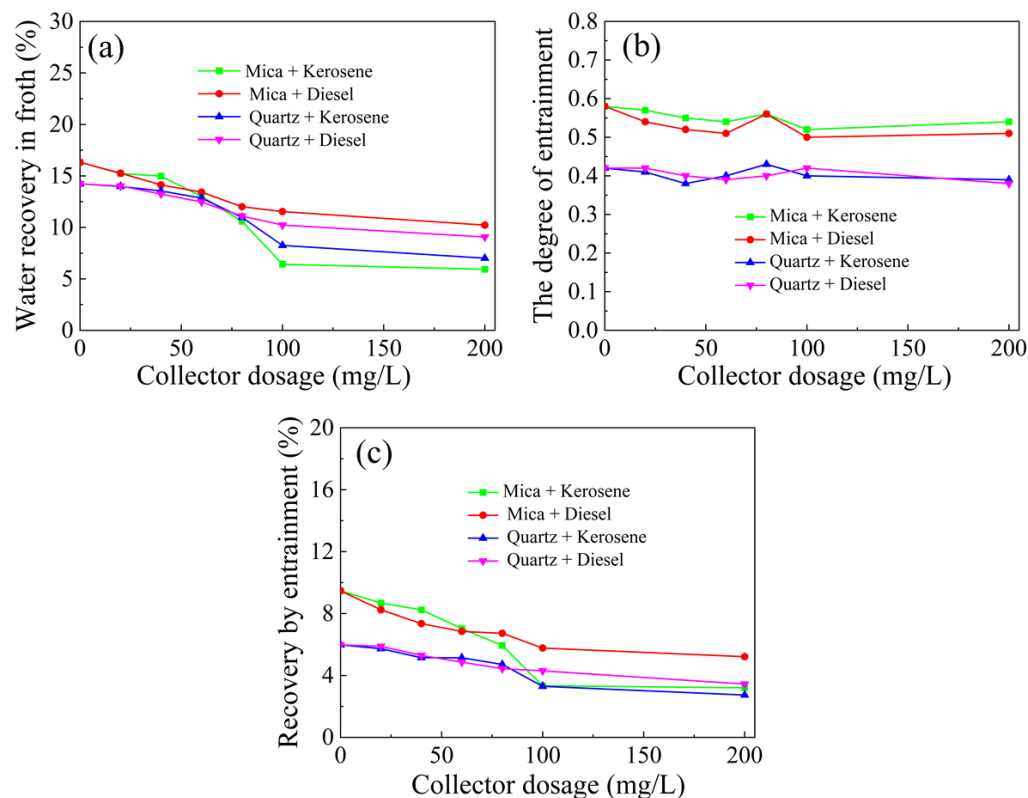 (a)
Water recovery in froth (%)
30
25
20
15
10
5
0
Mica + Kerosene
Mica + Diesel
Quartz + Kerosene
Quartz + Diesel
0 50 100 150 200
Collector dosage (mg/L)
(b)
The degree of entrainment
0.8
0.7
0.6
0.5
0.4
0.3
0.2
0.1
0.0
Mica + Kerosene
Mica + Diesel
Quartz + Kerosene
Quartz + Diesel
0 50 100 150 200
Collector dosage (mg/L)
(c)
Recovery by entrainment (%)
20
16
12
8
4
0
Mica + Kerosene
Mica + Diesel
Quartz + Kerosene
Quartz + Diesel
0 50 100 150 200
Collector dosage (mg/L)